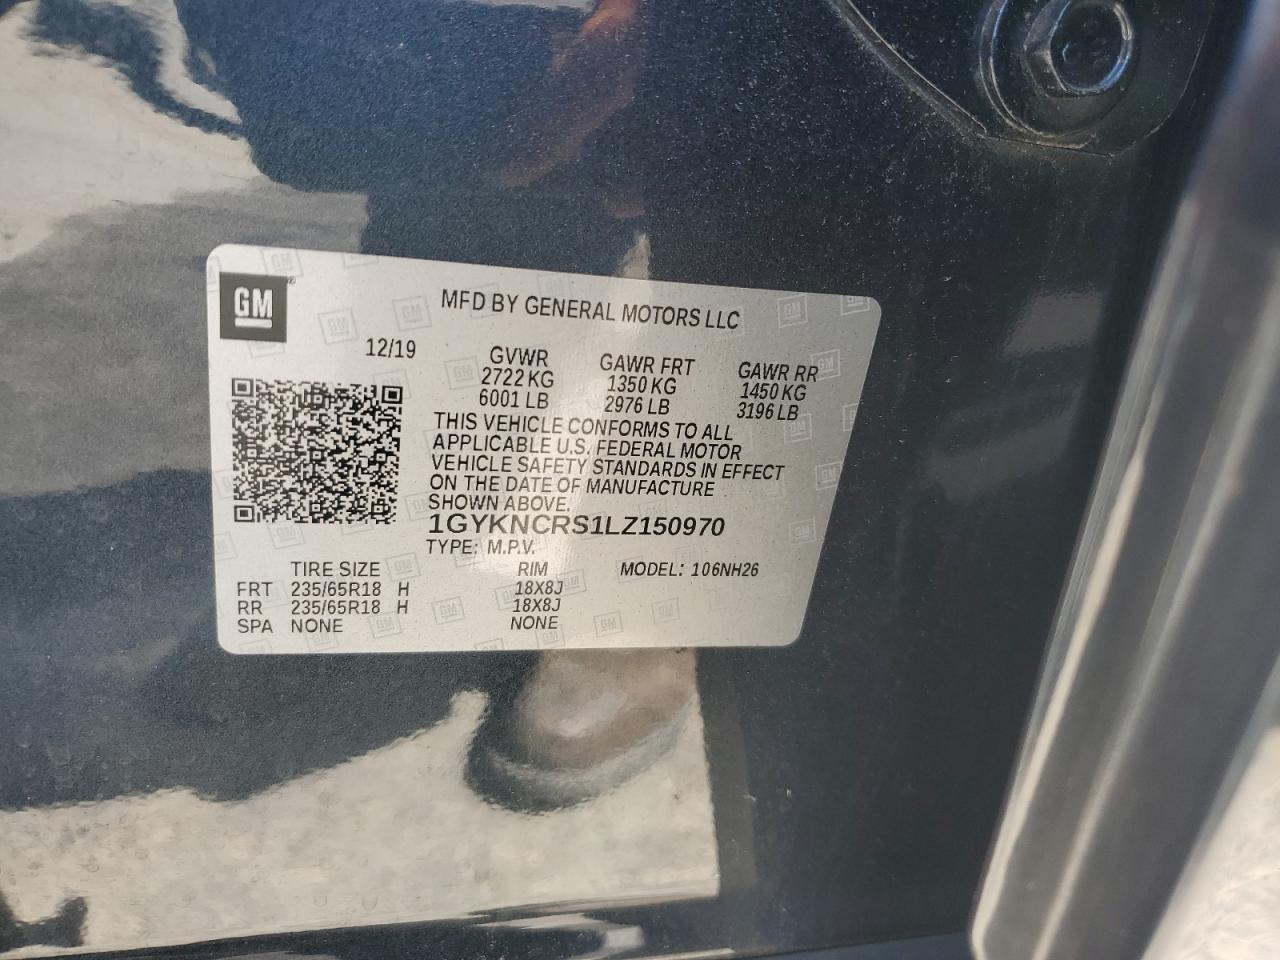 GM
MFD BY GENERAL MOTORS LLC
12/19
GVWR GAWR FRT GAWR RR
2722 KG 1350 KG 1450 KG
6001 LB 2976 LB 3196 LB
THIS VEHICLE CONFORMS TO ALL
APPLICABLE U.S. FEDERAL MOTOR
VEHICLE SAFETY STANDARDS IN EFFECT
ON THE DATE OF MANUFACTURE
SHOWN ABOVE.
1GYKNCRS1LZ150970
TYPE: M.P.V.
TIRE SIZE RIM MODEL: 106NH26
FRT 235/65R18 H 18X8J
RR 235/65R18 H 18X8J
SPA NONE NONE